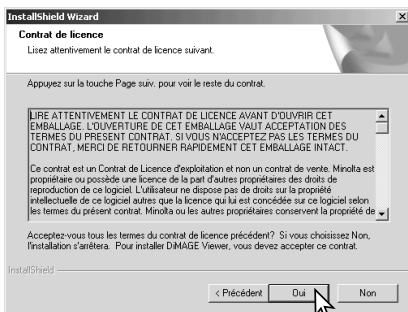 InstallShield Wizard
Contrat de licence
Lisez attentivement le contrat de licence suivant.
Appuyez sur la touche Page suiv. pour voir le reste du contrat.
LIRE ATTENTIVEMENT LE CONTRAT DE LICENCE AVANT D'OUVRIR CET
EMBALLAGE. L'OUVERTURE DE CET EMBALLAGE VAUT ACCEPTATION DES
TERMES DU PRESENT CONTRAT. SI VOUS N'ACCEPTEZ PAS LES TERMES DU
CONTRAT, MERCI DE RETOURNER RAPIDEMENT CET EMBALLAGE INTACT.
Ce contrat est un Contrat de Licence d'exploitation et non un contrat de vente. Minolta est
propriétaire ou possède une licence de la part d'autres propriétaires des droits de
reproduction de ce logiciel. L'utilisateur ne dispose pas de droits sur la propriété
intellectuelle de ce logiciel autres que la licence qui lui est concédée sur ce logiciel selon
les termes du présent contrat. Minolta ou les autres propriétaires conservent la propriété de
Acceptez-vous tous les termes du contrat de licence précédent? Si vous choisissez Non,
l'installation s'arrêtera. Pour installer DiMAGE Viewer, vous devez accepter ce contrat.
InstallShield
< Précédent Oui Non